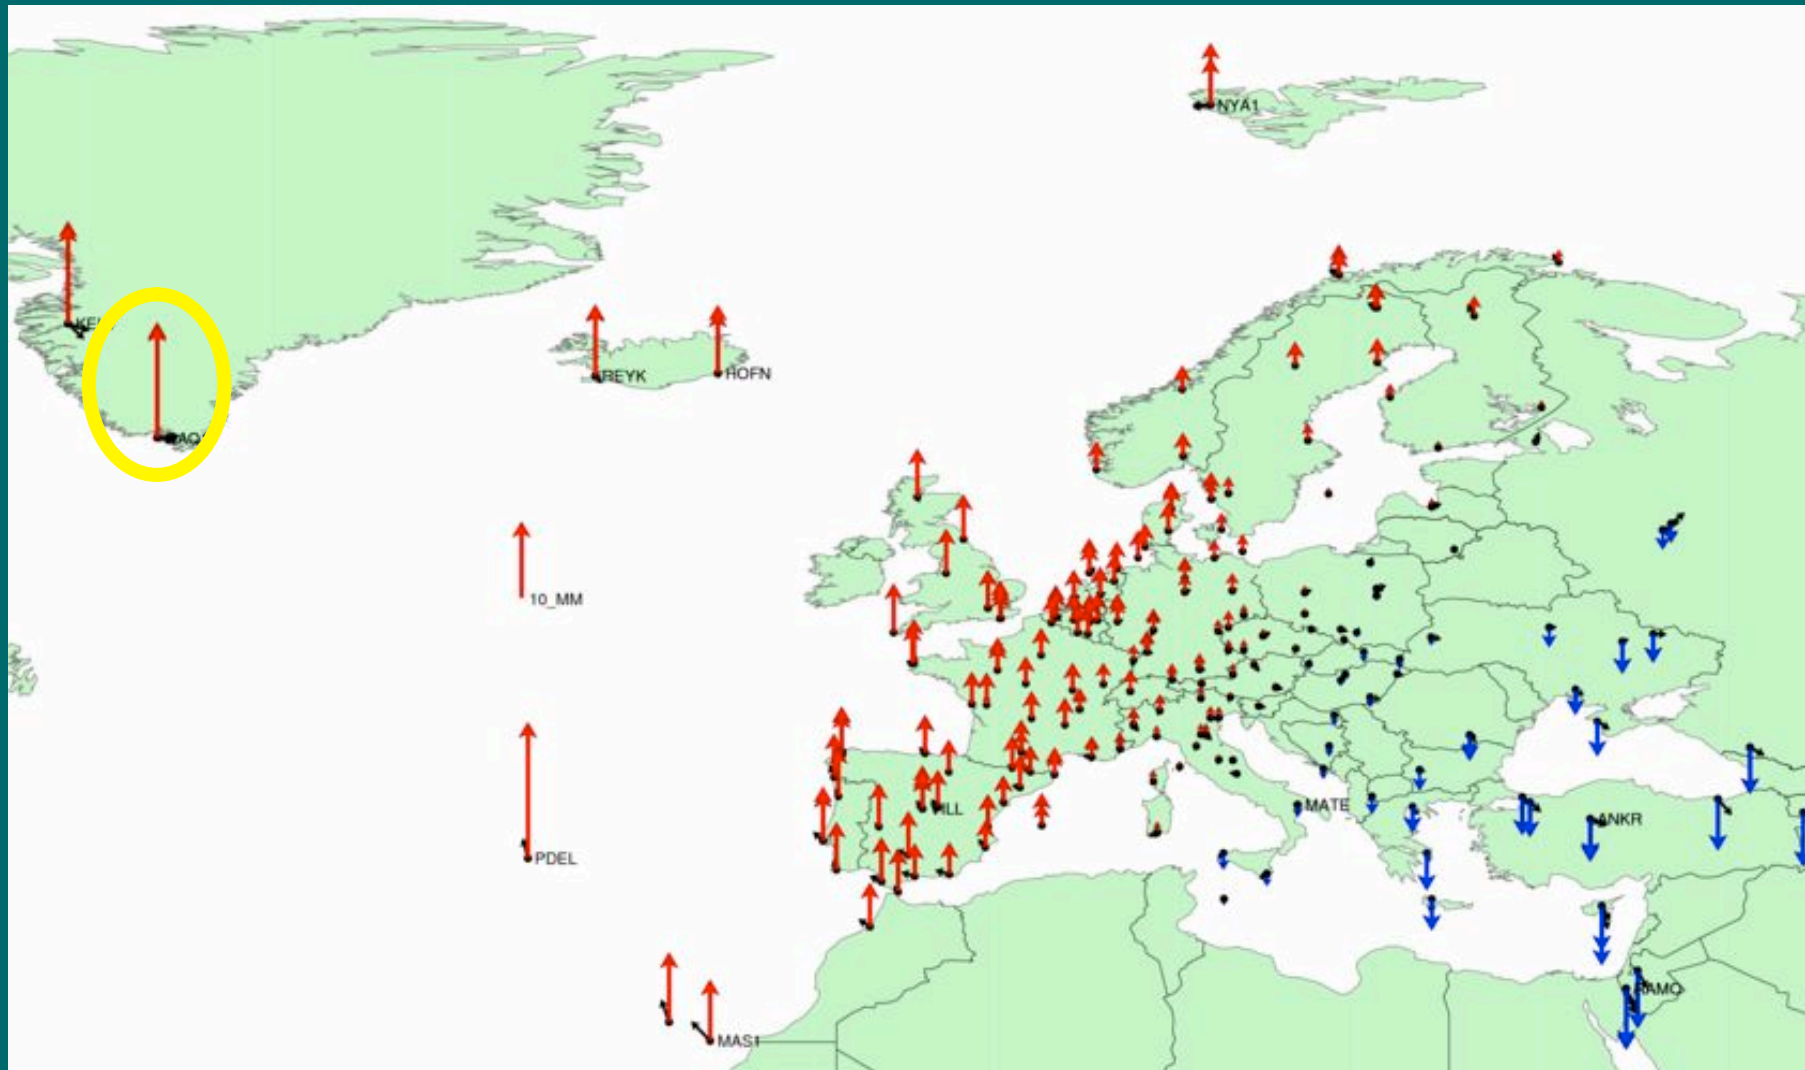 NYA1
REYK
HOFN
10_MM
PDEL
MATE
ANKR
MAS1